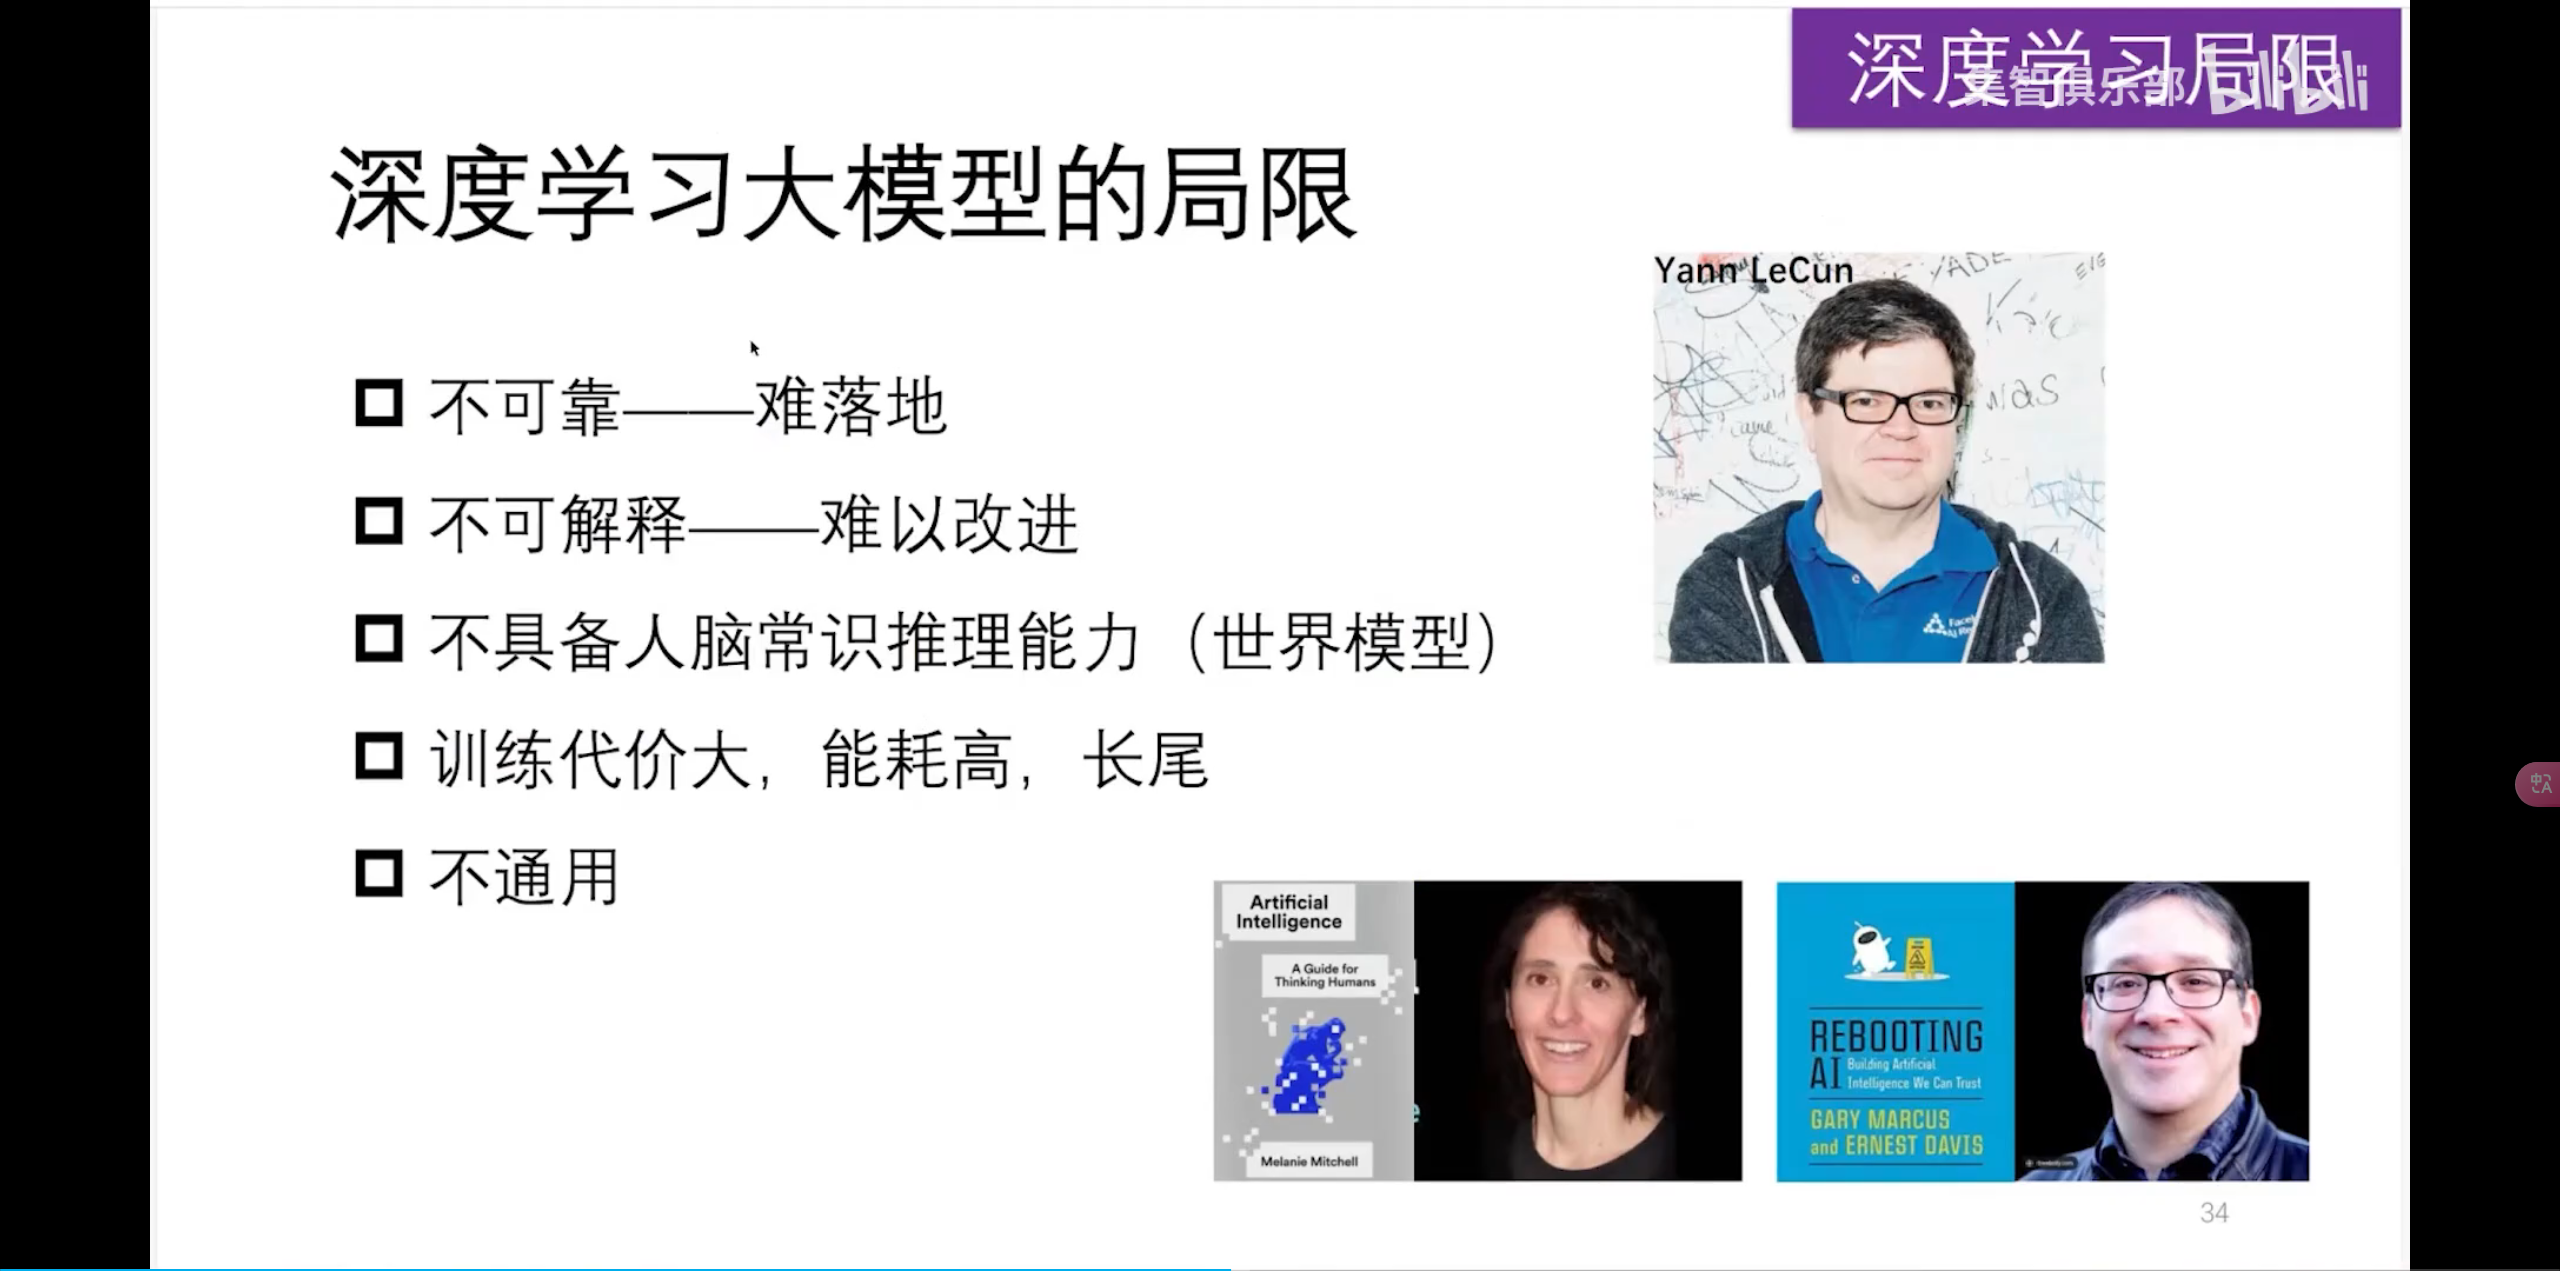 深度学习局限
集智俱乐部 bilibili
深度学习大模型的局限
Yann LeCun
不可靠——难落地
不可解释——难以改进
不具备人脑常识推理能力（世界模型）
训练代价大，能耗高，长尾
不通用
Artificial
Intelligence
A Guide for
Thinking Humans
Melanie Mitchell
REBOOTING
AI Building Artificial
Intelligence We Can Trust
GARY MARCUS
and ERNEST DAVIS
34